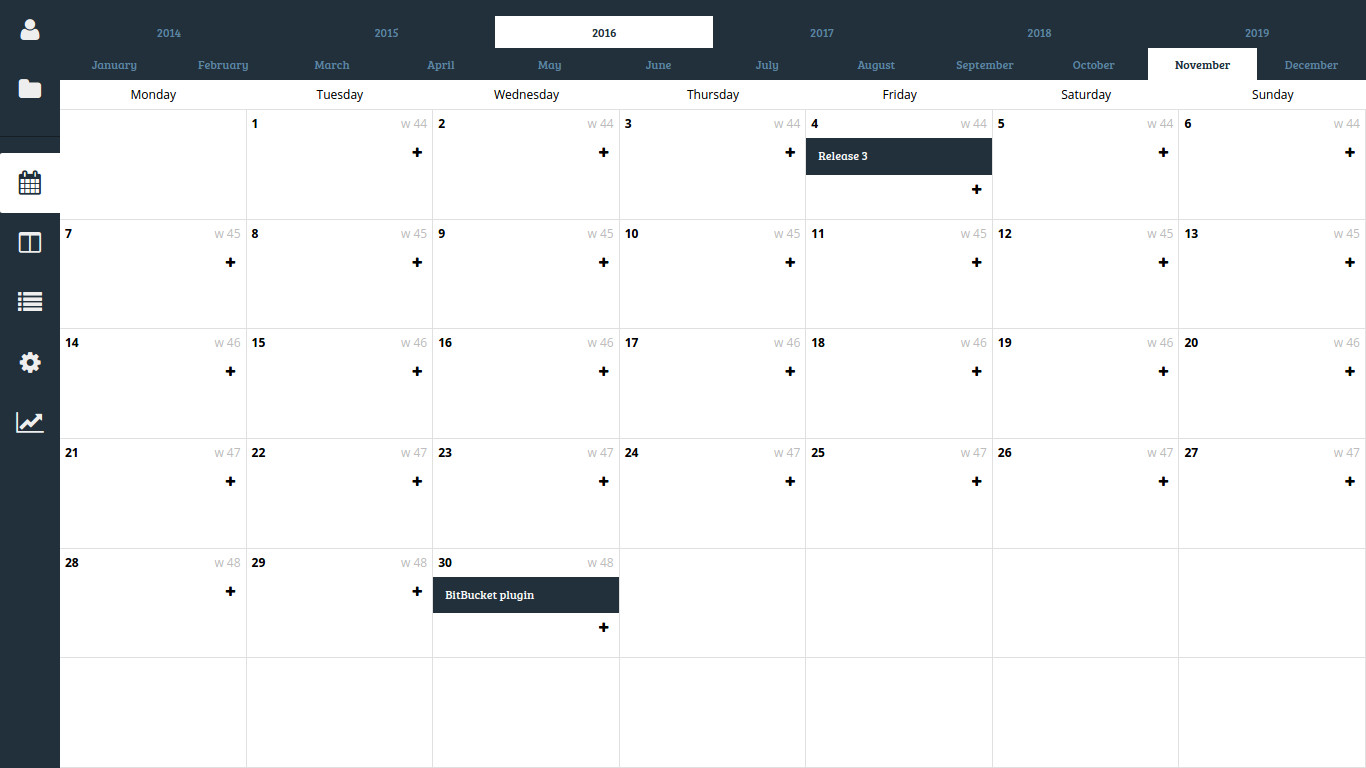 2014 2015 2016 2017 2018 2019
January February March April May June July August September October November December
Monday Tuesday Wednesday Thursday Friday Saturday Sunday
1 w 44 2 w 44 3 w 44 4 w 44 5 w 44 6 w 44
Release 3
7 w 45 8 w 45 9 w 45 10 w 45 11 w 45 12 w 45 13 w 45
14 w 46 15 w 46 16 w 46 17 w 46 18 w 46 19 w 46 20 w 46
21 w 47 22 w 47 23 w 47 24 w 47 25 w 47 26 w 47 27 w 47
28 w 48 29 w 48 30 w 48
BitBucket plugin